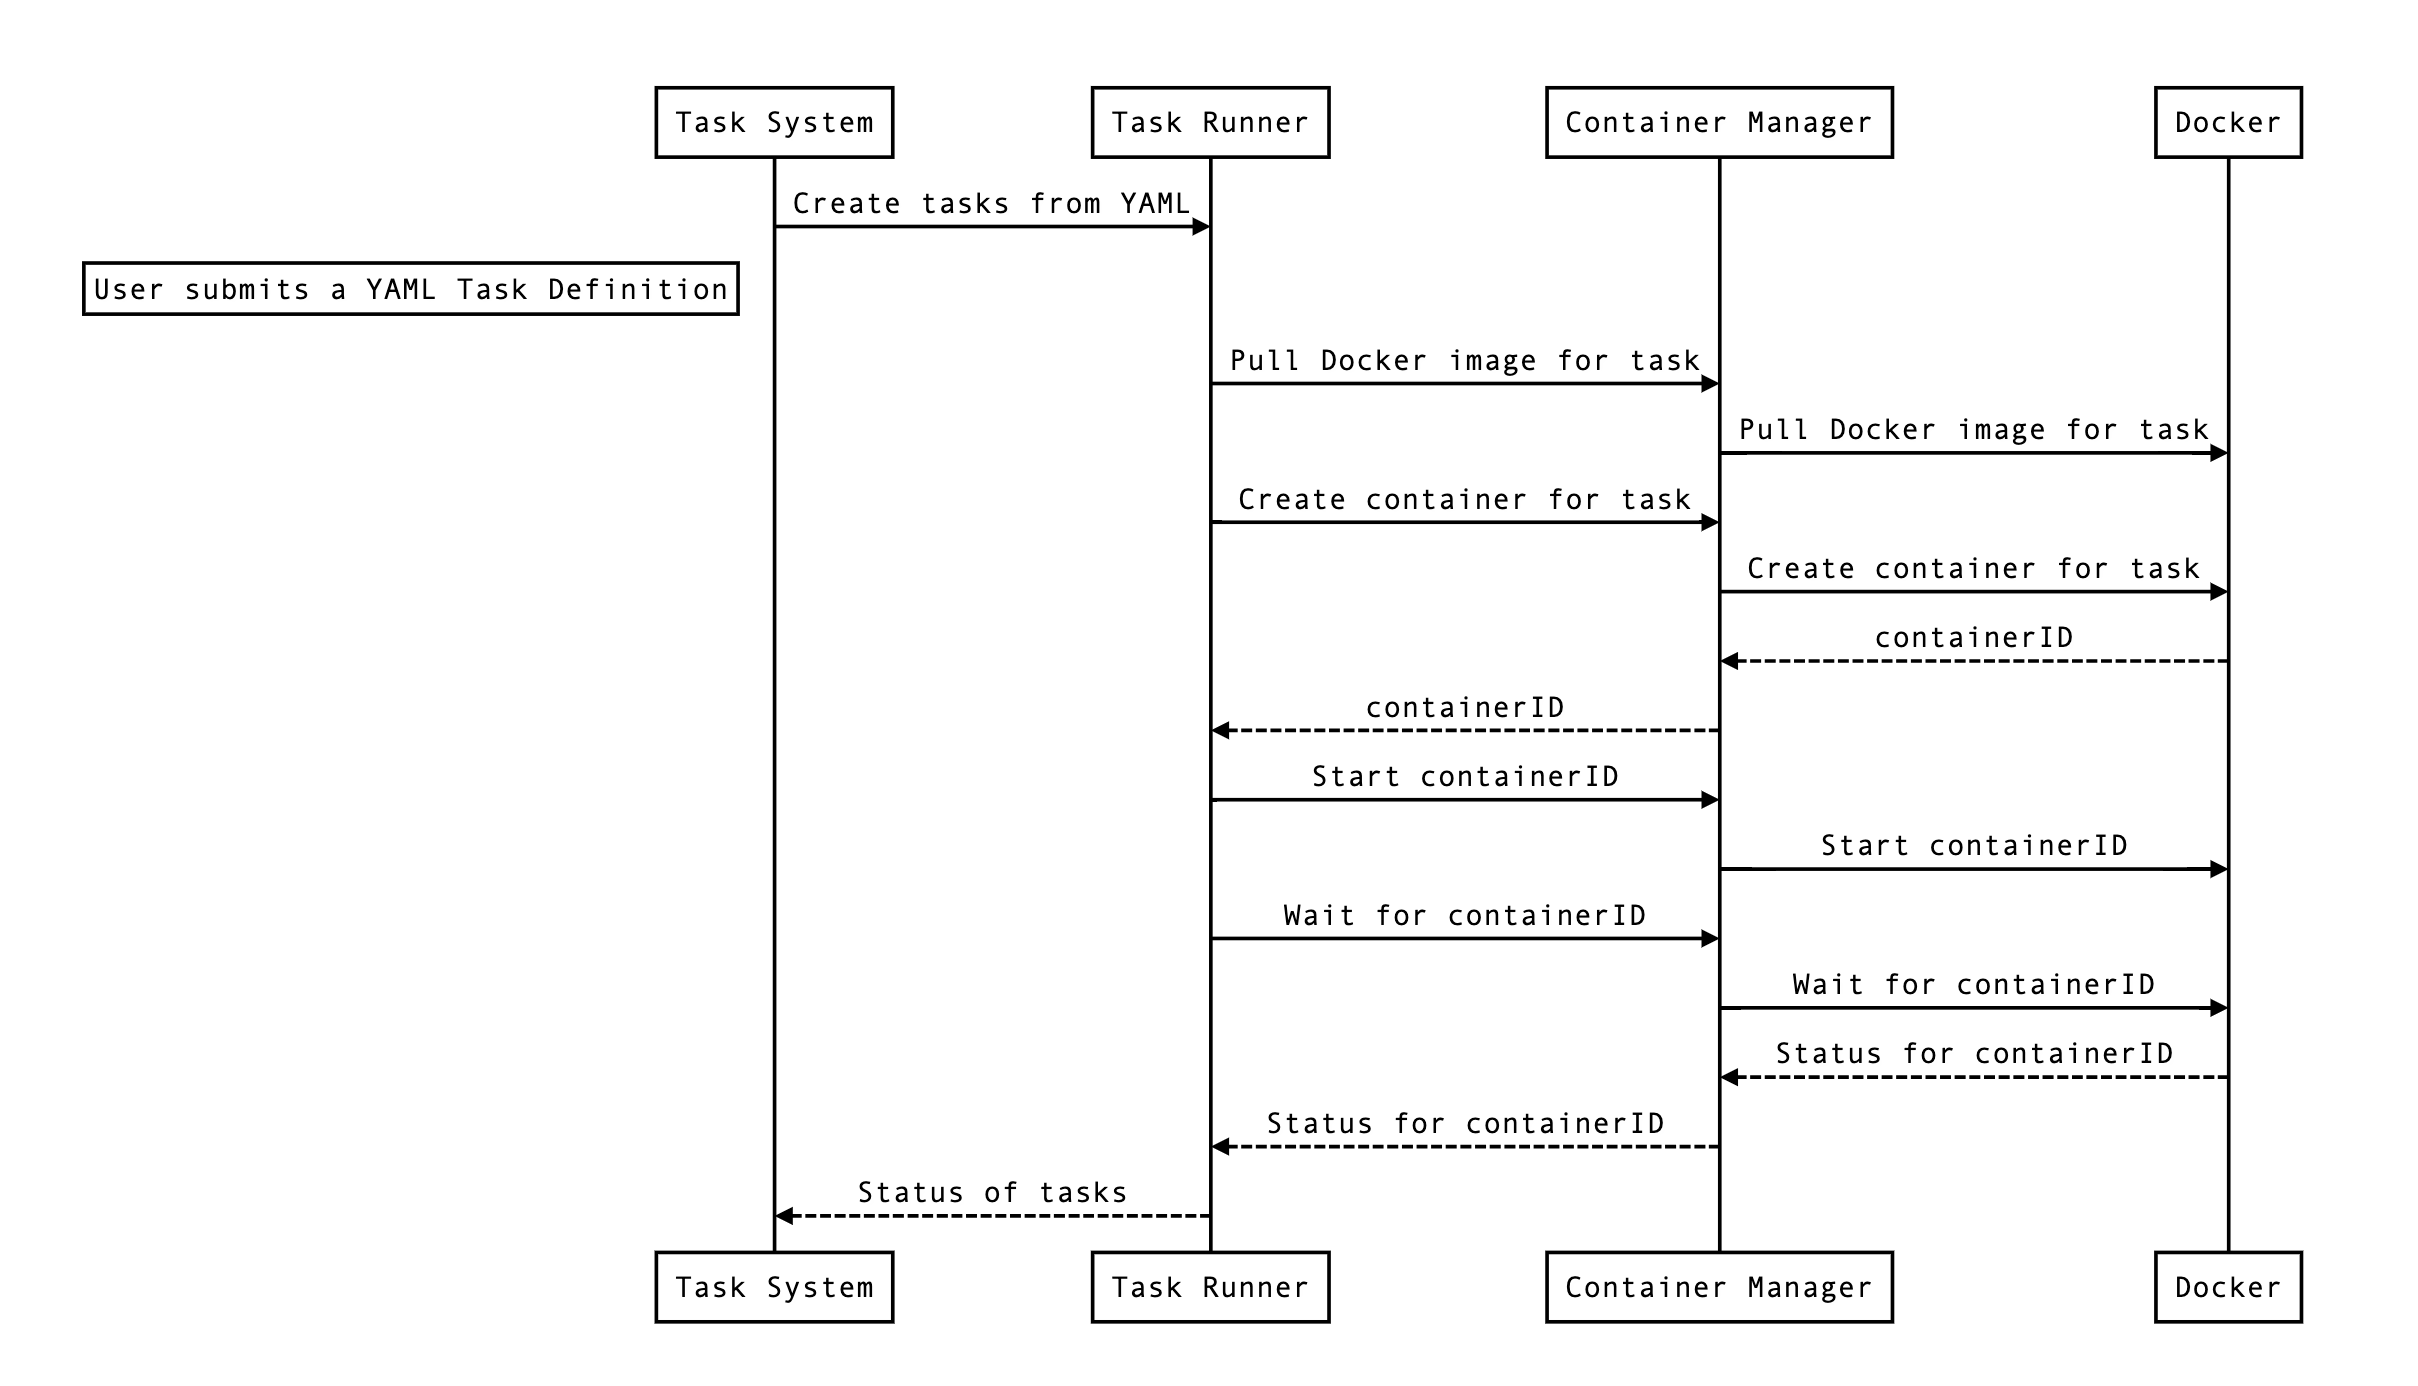 Task System
Task Runner
Container Manager
Docker
Create tasks from YAML
User submits a YAML Task Definition
Pull Docker image for task
Pull Docker image for task
Create container for task
Create container for task
containerID
containerID
Start containerID
Start containerID
Wait for containerID
Wait for containerID
Status for containerID
Status for containerID
Status of tasks
Task System
Task Runner
Container Manager
Docker